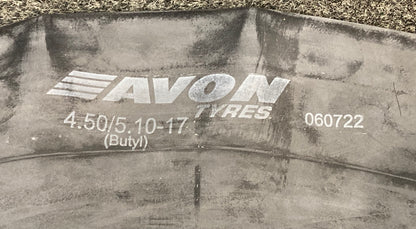 AVON
TYRES
4.50/5.10-17
(Butyl)
060722